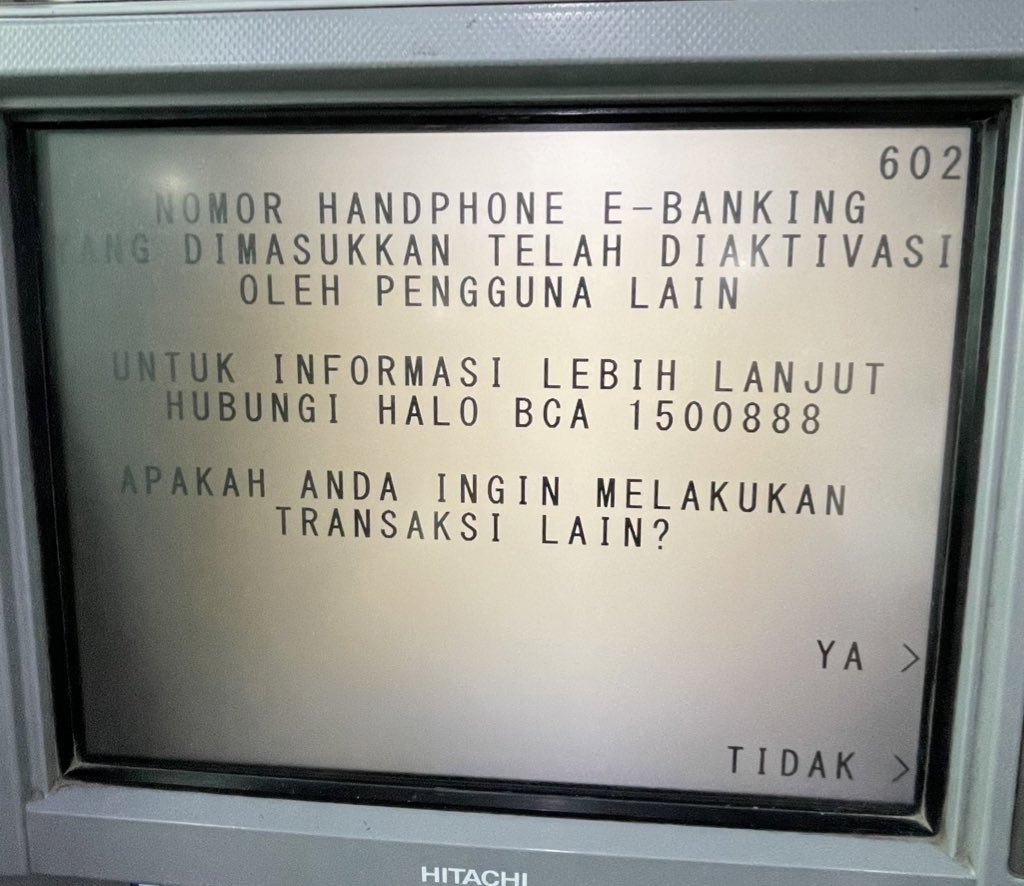 602
NOMOR HANDPHONE E-BANKING
ANG DIMASUKKAN TELAH DIAKTIVASI
OLEH PENGGUNA LAIN
UNTUK INFORMASI LEBIH LANJUT
HUBUNGI HALO BCA 1500888
APAKAH ANDA INGIN MELAKUKAN
TRANSAKSI LAIN?
YA >
TIDAK >
HITACHI